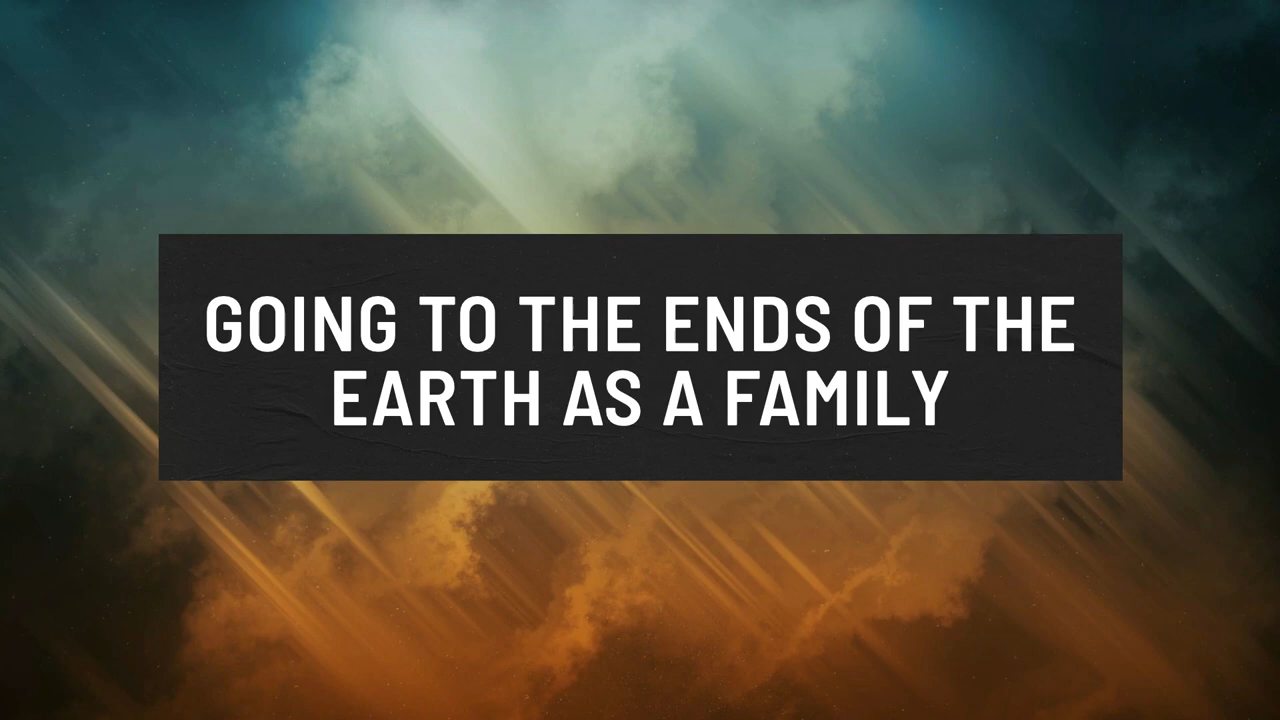 GOING TO THE ENDS OF THE
EARTH AS A FAMILY